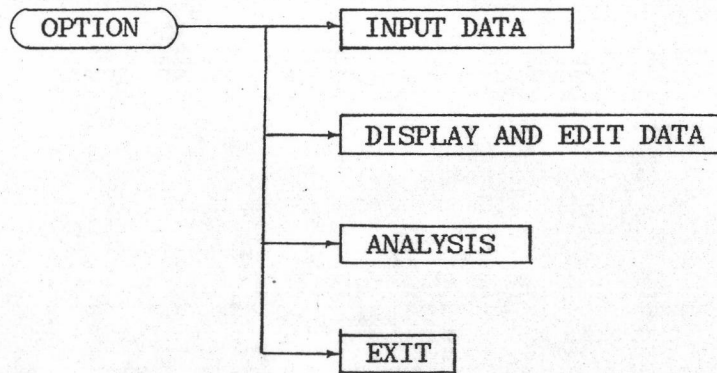 OPTION
INPUT DATA
DISPLAY AND EDIT DATA
ANALYSIS
EXIT